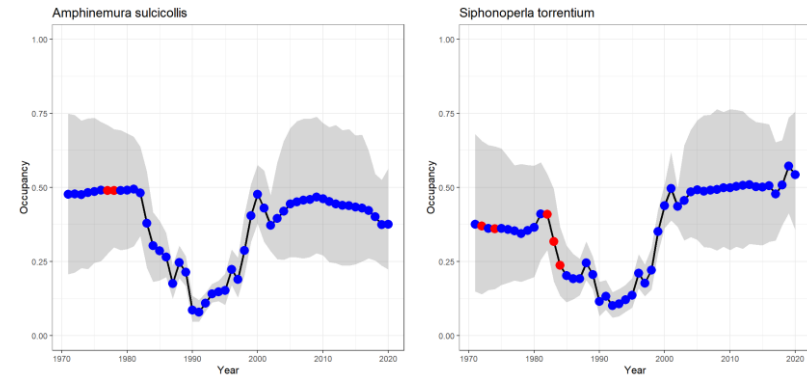 Amphinemura sulcicollis
1.00
0.75
0.50
0.25
0.00
Occupancy
1970 1980 1990 2000 2010 2020
Year
Siphonoperla torrentium
1.00
0.75
0.50
0.25
0.00
Occupancy
1970 1980 1990 2000 2010 2020
Year